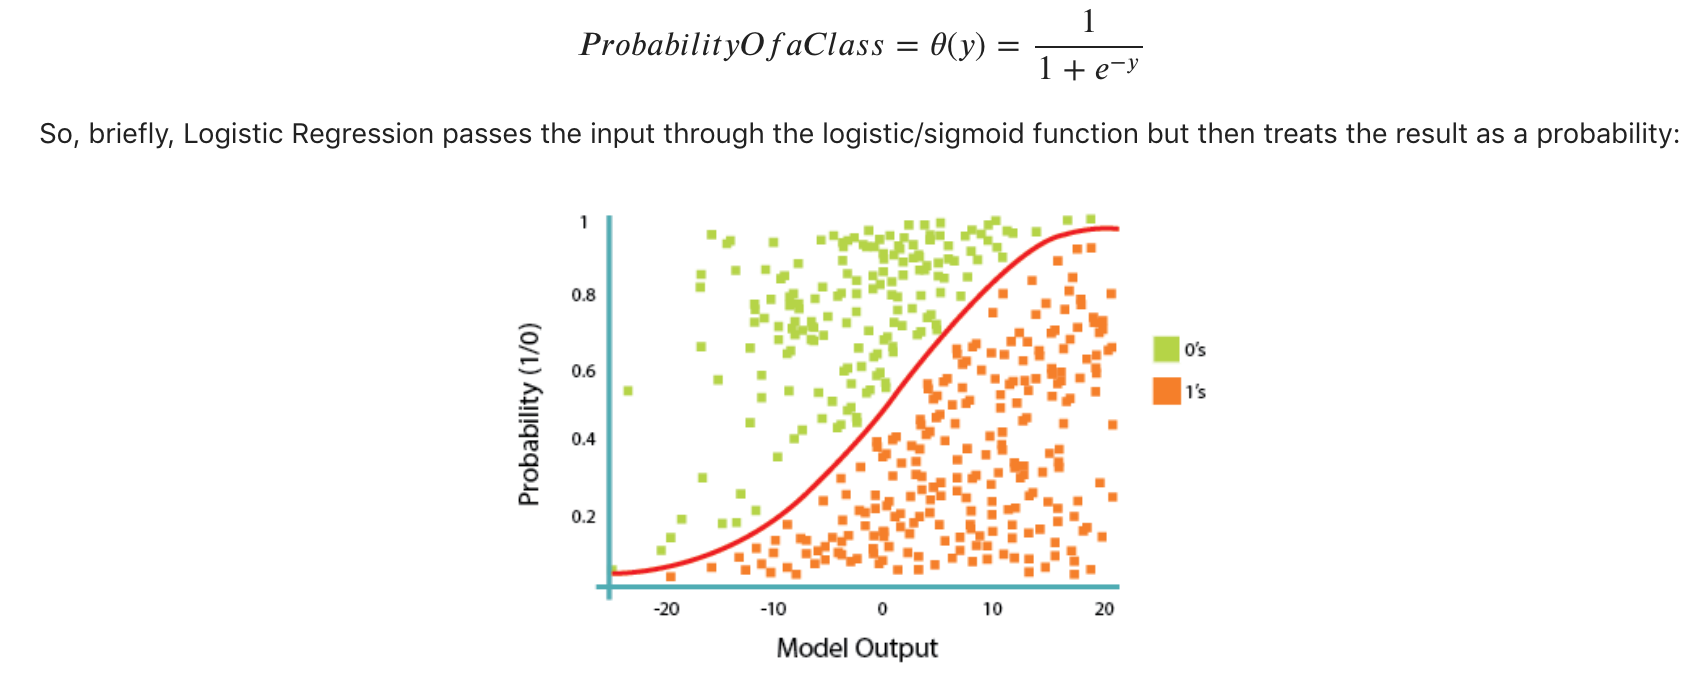 ProbabilityOfaClass = θ(y) = 1 / (1 + e^{-y})
So, briefly, Logistic Regression passes the input through the logistic/sigmoid function but then treats the result as a probability:
1
0.8
0.6
0.4
0.2
Probability (1/0)
0's
1's
-20 -10 0 10 20
Model Output